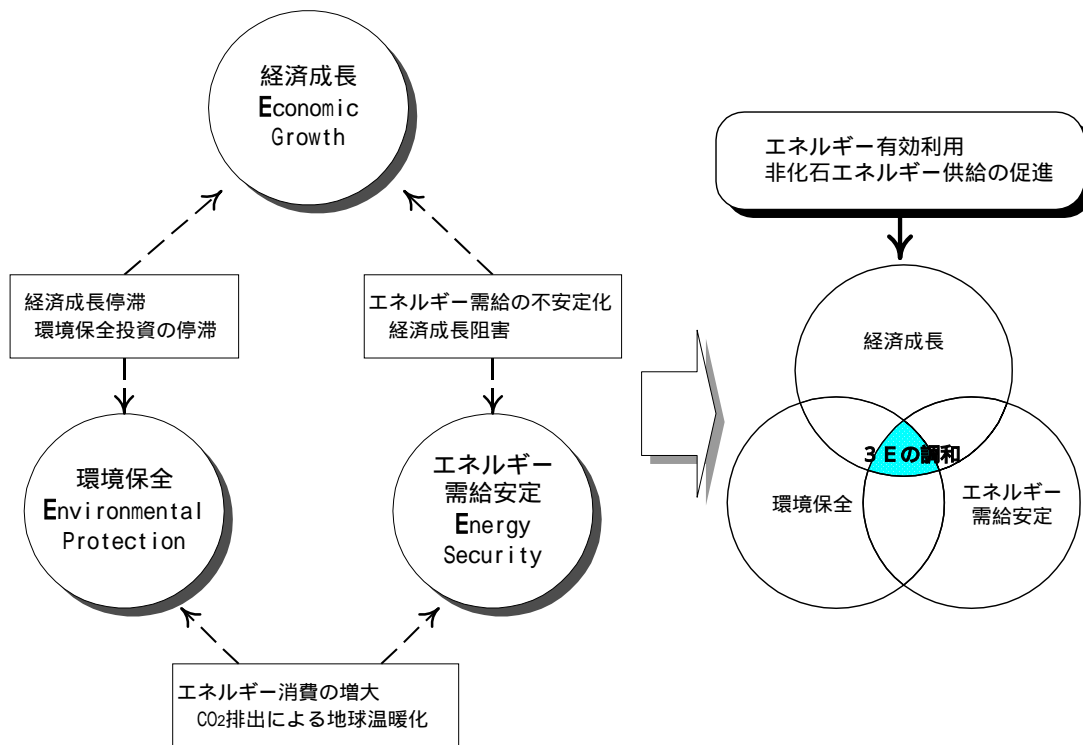 経済成長
Economic
Growth
経済成長停滞
環境保全投資の停滞
エネルギー需給の不安定化
経済成長阻害
環境保全
Environmental
Protection
エネルギー
需給安定
Energy
Security
エネルギー消費の増大
CO2排出による地球温暖化
エネルギー有効利用
非化石エネルギー供給の促進
経済成長
3Eの調和
環境保全
エネルギー
需給安定